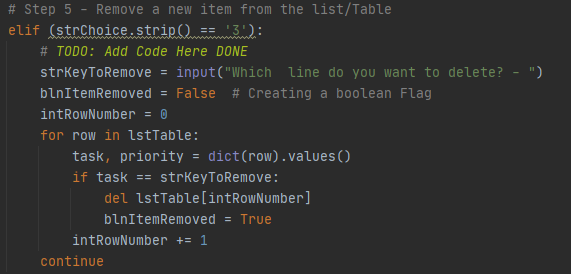 # Step 5 - Remove a new item from the list/Table
elif (strChoice.strip() == '3'):
    # TODO: Add Code Here DONE
    strKeyToRemove = input("Which  line do you want to delete? - ")
    blnItemRemoved = False  # Creating a boolean Flag
    intRowNumber = 0
    for row in lstTable:
        task, priority = dict(row).values()
        if task == strKeyToRemove:
            del lstTable[intRowNumber]
            blnItemRemoved = True
        intRowNumber += 1
    continue